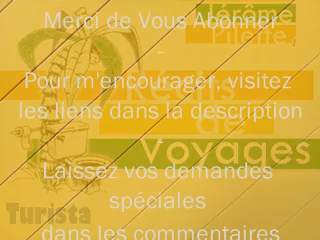 Merci de Vous Abonner
Jérôme
Pilette,
-
Pour m'encourager, visitez
les liens dans la description
Récits
de
-
Voyages
Laissez vos demandes
spéciales
dans les commentaires
Turista